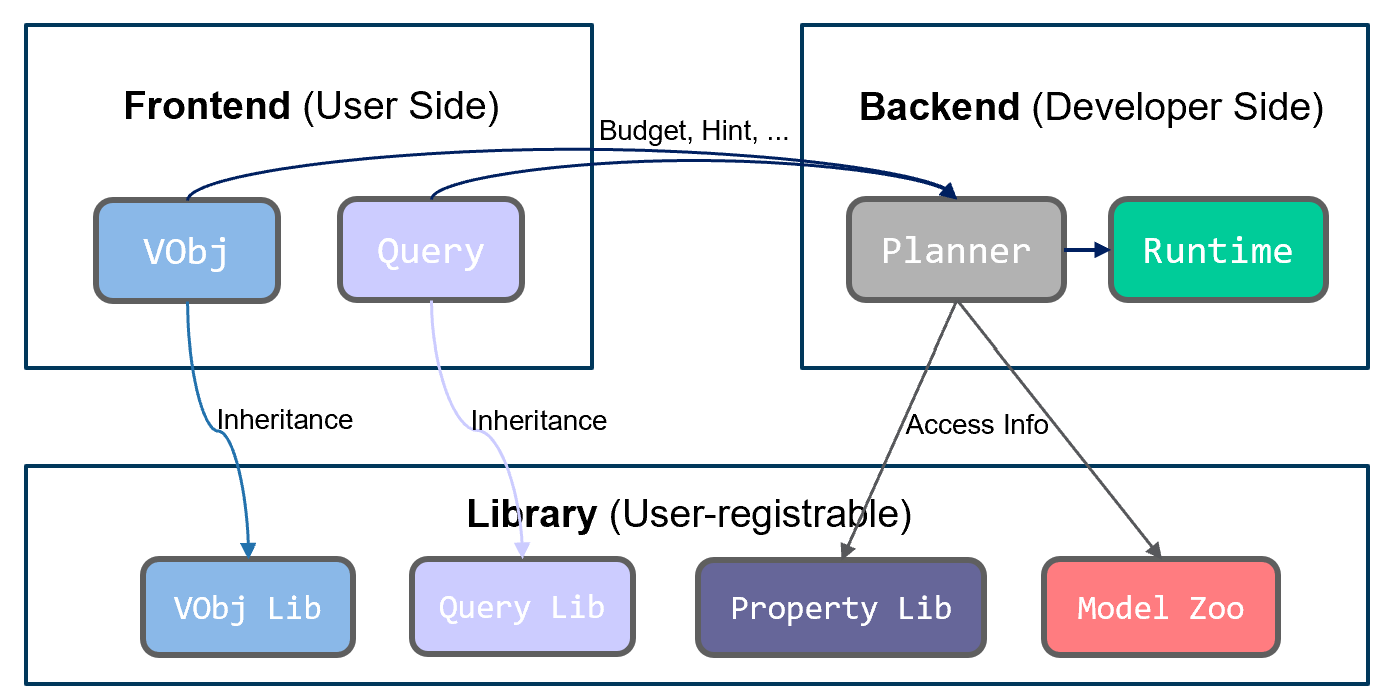 Frontend (User Side)
Backend (Developer Side)
Budget, Hint, ...
VObj
Query
Planner
Runtime
Inheritance
Inheritance
Access Info
Library (User-registrable)
VObj Lib
Query Lib
Property Lib
Model Zoo